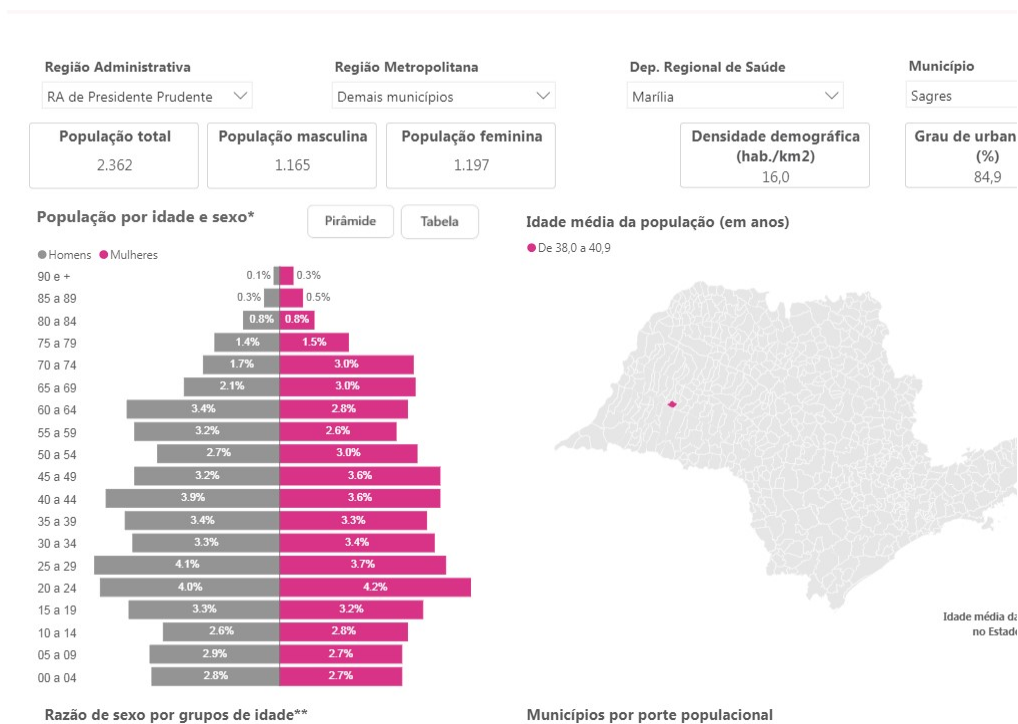 Região Administrativa
RA de Presidente Prudente
Região Metropolitana
Demais municípios
Dep. Regional de Saúde
Marília
Município
Sagres
População total
2.362
População masculina
1.165
População feminina
1.197
Densidade demográfica
(hab./km2)
16,0
Grau de urban
(%)
84,9
População por idade e sexo*
Pirâmide
Tabela
Homens Mulheres
90 e + 0.1% 0.3%
85 a 89 0.3% 0.5%
80 a 84 0.8% 0.8%
75 a 79 1.4% 1.5%
70 a 74 1.7% 3.0%
65 a 69 2.1% 3.0%
60 a 64 3.4% 2.8%
55 a 59 3.2% 2.6%
50 a 54 2.7% 3.0%
45 a 49 3.2% 3.6%
40 a 44 3.9% 3.6%
35 a 39 3.4% 3.3%
30 a 34 3.3% 3.4%
25 a 29 4.1% 3.7%
20 a 24 4.0% 4.2%
15 a 19 3.3% 3.2%
10 a 14 2.6% 2.8%
05 a 09 2.9% 2.7%
00 a 04 2.8% 2.7%
Idade média da população (em anos)
De 38,0 a 40,9
Idade média da
no Estado
Razão de sexo por grupos de idade**
Municípios por porte populacional